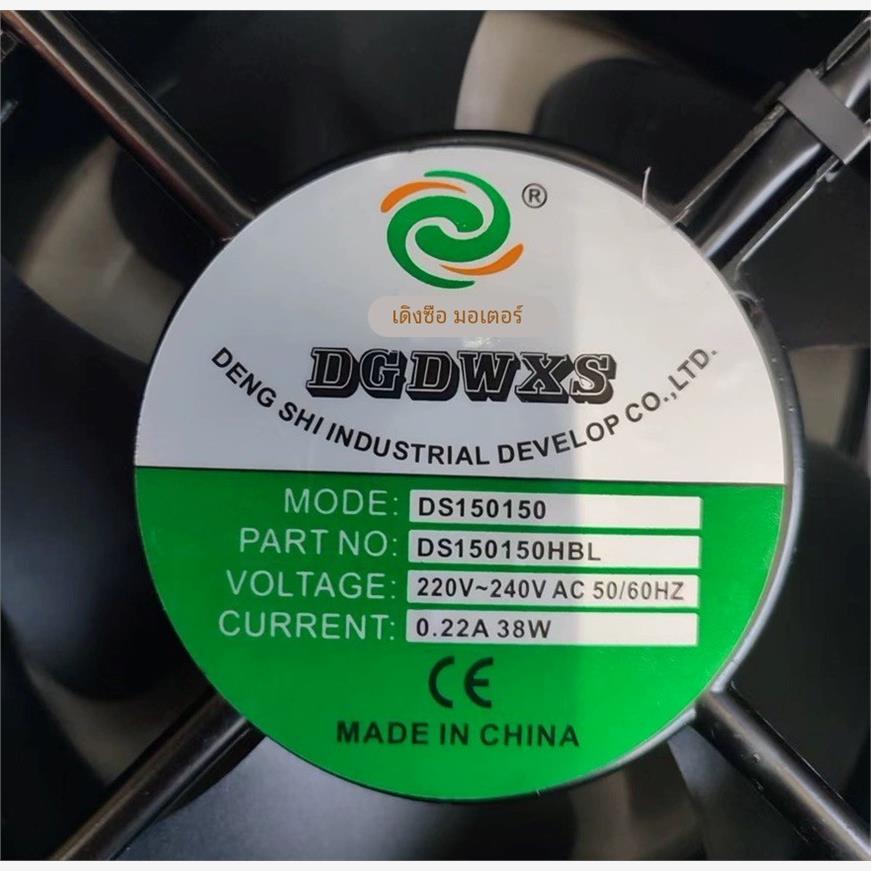 ®
เดิงซือ มอเตอร์
DGDWXS
DENG SHI INDUSTRIAL DEVELOP CO.,LTD.
MODE: DS150150
PART NO: DS150150HBL
VOLTAGE: 220V~240V AC 50/60HZ
CURRENT: 0.22A 38W
CE
MADE IN CHINA